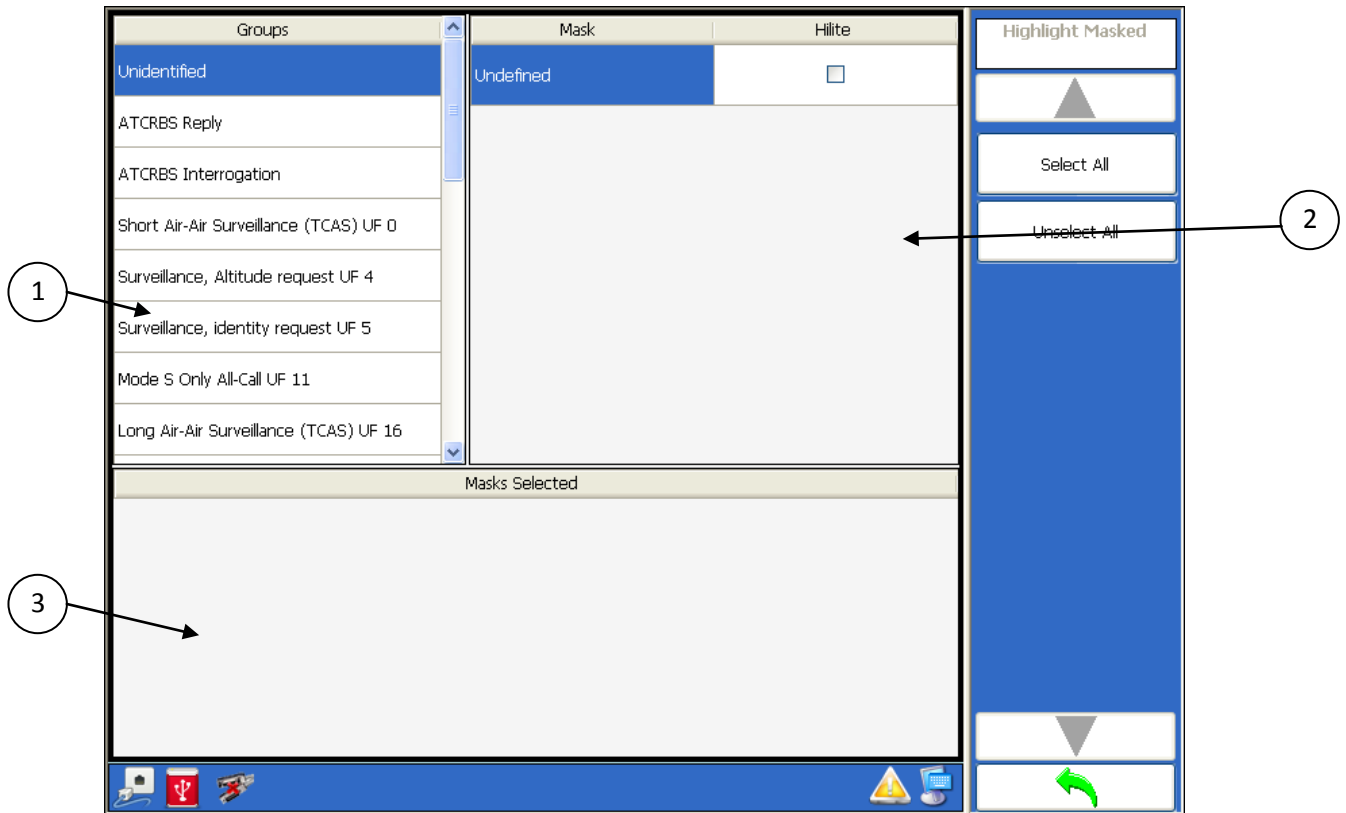 Groups
Mask
Hilite
Highlight Masked
Unidentified
Undefined
ATCRBS Reply
ATCRBS Interrogation
Select All
Short Air-Air Surveillance (TCAS) UF 0
Unselect All
2
Surveillance, Altitude request UF 4
1
Surveillance, identity request UF 5
Mode S Only All-Call UF 11
Long Air-Air Surveillance (TCAS) UF 16
Masks Selected
3